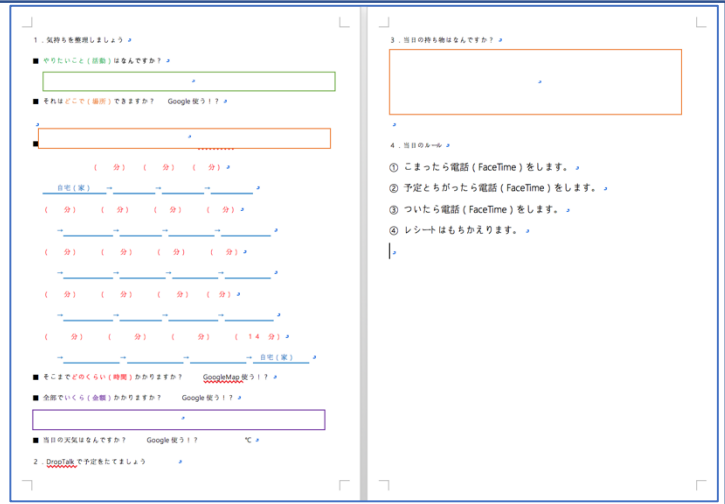 １．気持ちを整理しましょう
■ やりたいこと（活動）はなんですか？
■ それはどこで（場所）できますか？　Google 使う！？
■
（　分）（　分）（　分）
自宅（家）→　→　→
（　分）（　分）（　分）（　分）
→　→　→　→
（　分）（　分）（　分）（　分）
→　→　→　→
（　分）（　分）（　分）（　分）
→　→　→　→
（　分）（　分）（　分）（１４ 分）
→　→　→　→ 自宅（家）
■ そこまでどのくらい（時間）かかりますか？　GoogleMap 使う！？
■ 全部でいくら（金額）かかりますか？　Google 使う！？
■ 当日の天気はなんですか？　Google 使う！？　℃
２．DropTalk で予定をたてましょう
３．当日の持ち物はなんですか？
４．当日のルール
① こまったら電話（FaceTime）をします。
② 予定とちがったら電話（FaceTime）をします。
③ ついたら電話（FaceTime）をします。
④ レシートはもちかえります。